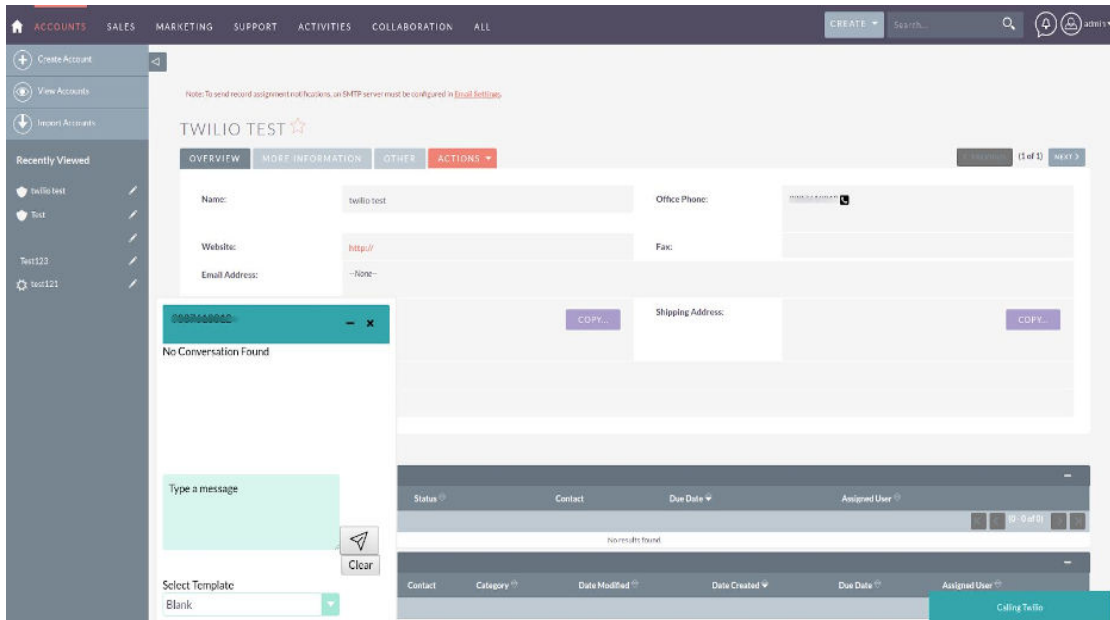 ACCOUNTS SALES MARKETING SUPPORT ACTIVITIES COLLABORATION ALL CREATE Search... admin
Create Account
View Accounts
Note: To send record assignment notifications, an SMTP server must be configured in Email Settings.
Import Accounts
TWILIO TEST
Recently Viewed
OVERVIEW MORE INFORMATION OTHER ACTIONS (1 of 1) NEXT
twilio test
Name: twilio test Office Phone:
Test
Website: http:// Fax:
Test123
Email Address: --None--
test121
COPY... Shipping Address: COPY...
No Conversation Found
Type a message
Status Contact Due Date Assigned User
(0 - 0 of 0)
No results found
Clear
Select Template
Contact Category Date Modified Date Created Due Date Assigned User
Blank
Calling Twilio